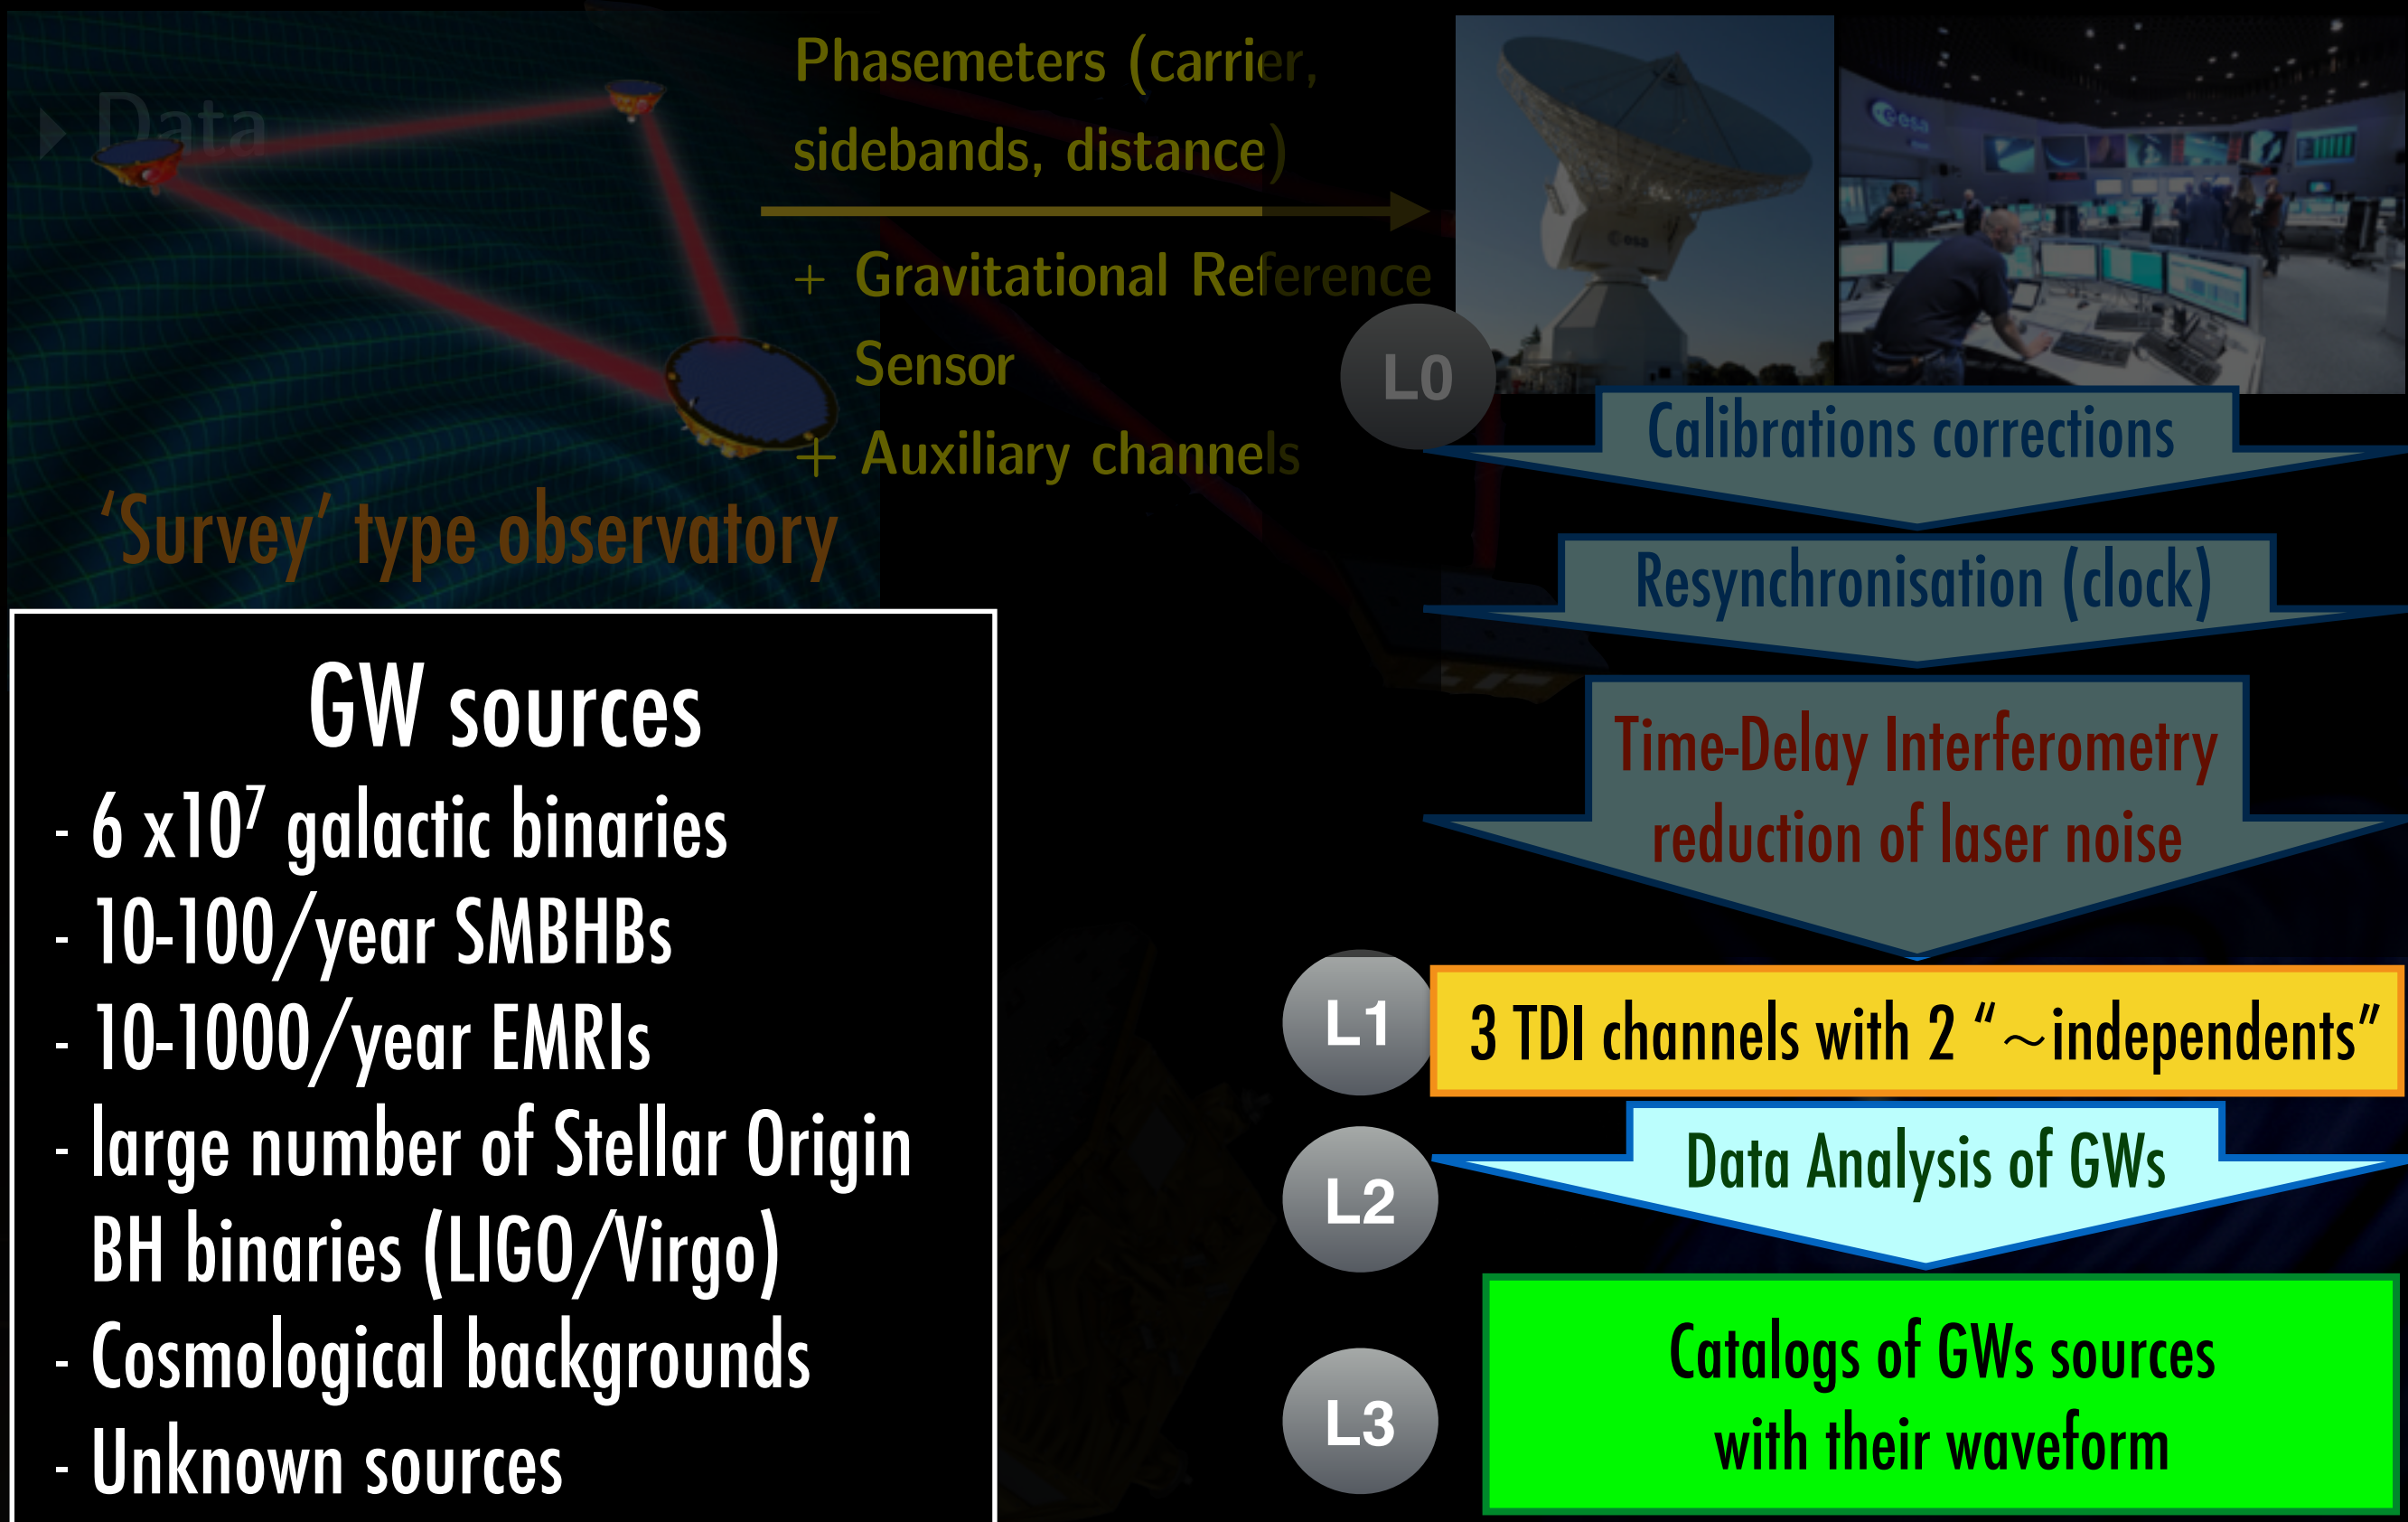 Data
Phasemeters (carrier,
sidebands, distance)
+ Gravitational Reference
Sensor
+ Auxiliary channels
'Survey' type observatory
esa
esa
L0
Calibrations corrections
Resynchronisation (clock)
Time-Delay Interferometry
reduction of laser noise
GW sources
- 6 x10⁷ galactic binaries
- 10-100/year SMBHBs
- 10-1000/year EMRIs
- large number of Stellar Origin
BH binaries (LIGO/Virgo)
- Cosmological backgrounds
- Unknown sources
L1
3 TDI channels with 2 “~independents”
L2
Data Analysis of GWs
L3
Catalogs of GWs sources
with their waveform